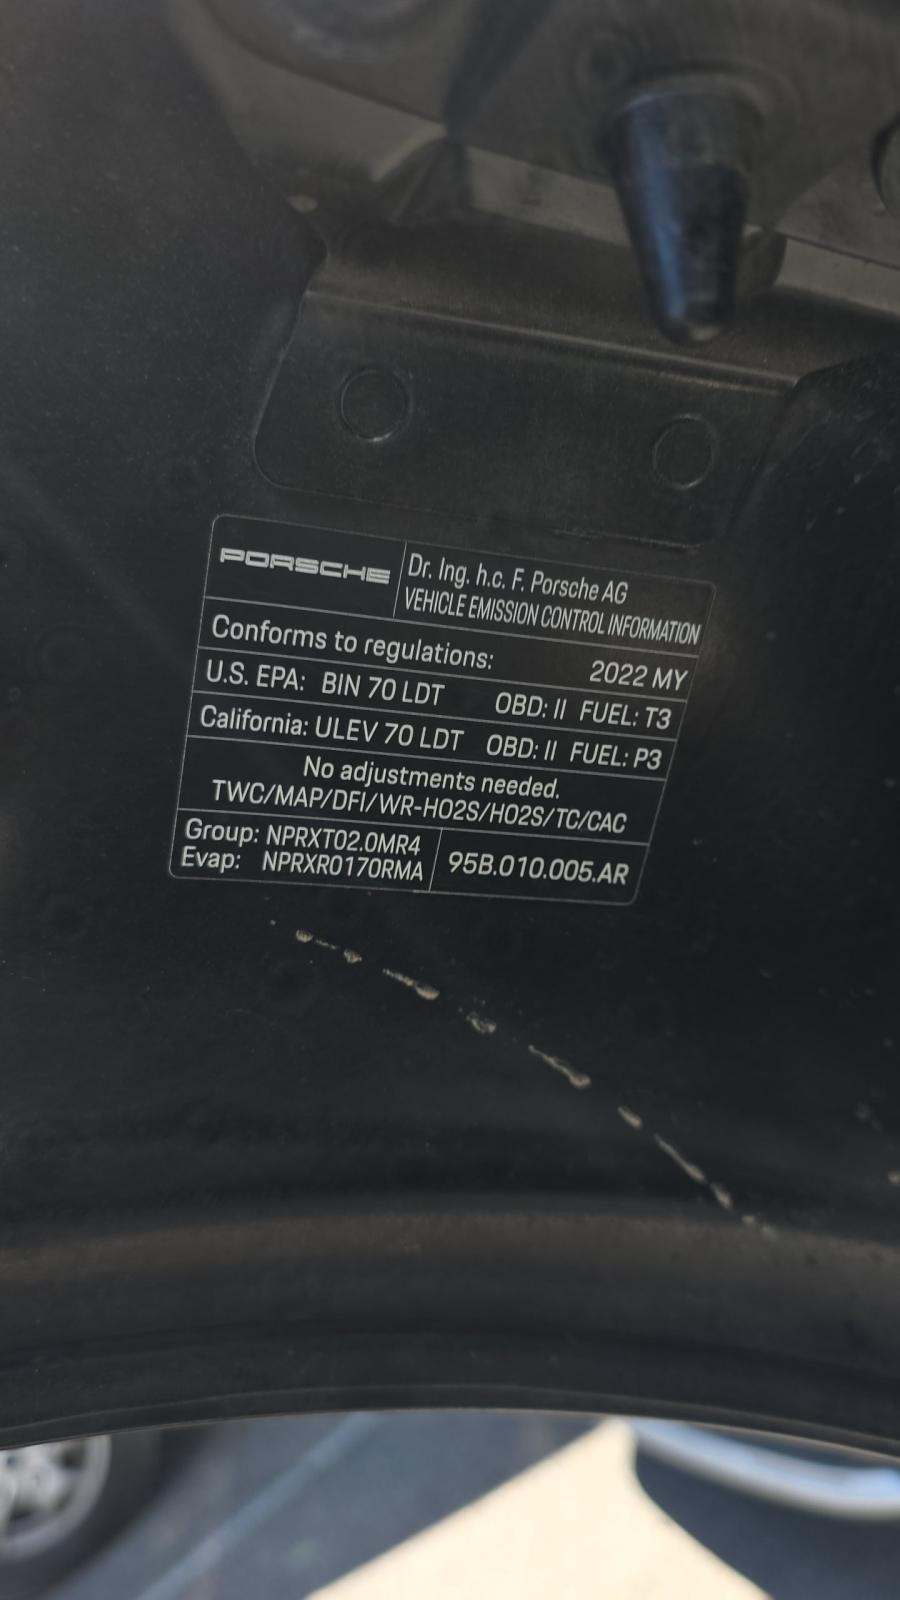 PORSCHE
Dr. Ing. h.c. F. Porsche AG
VEHICLE EMISSION CONTROL INFORMATION
Conforms to regulations: 2022 MY
U.S. EPA: BIN 70 LDT OBD: II FUEL: T3
California: ULEV 70 LDT OBD: II FUEL: P3
No adjustments needed.
TWC/MAP/DFI/WR-HO2S/HO2S/TC/CAC
Group: NPRXT02.0MR4
Evap: NPRXR0170RMA
95B.010.005.AR